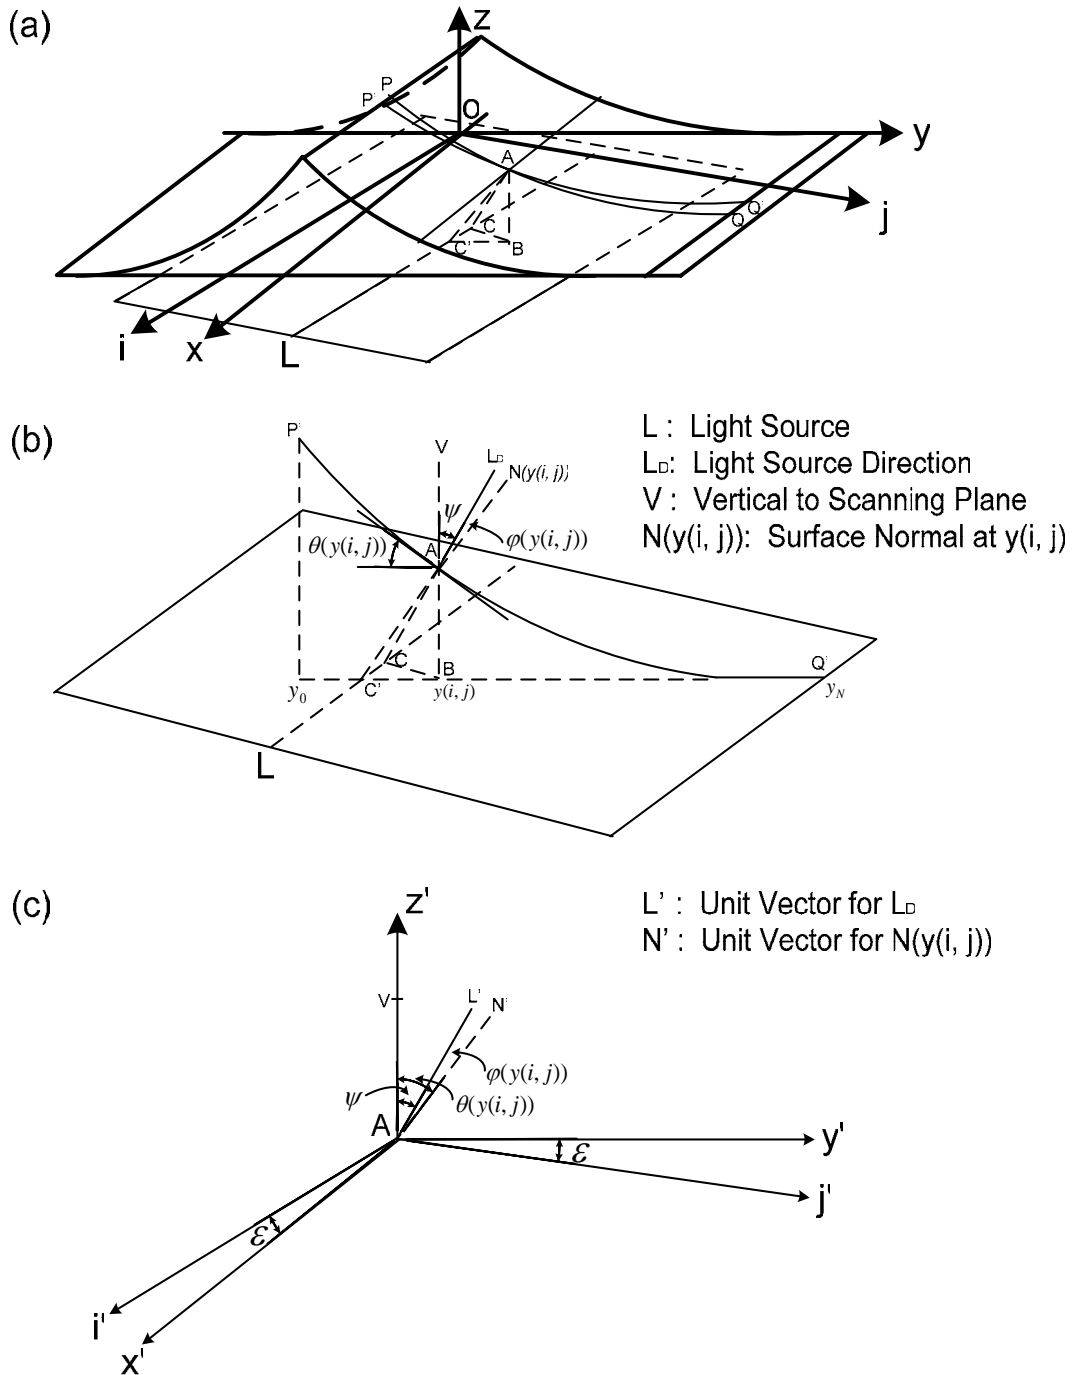 (a)
z
P
P'
O
y
A
j
Q'
Q
C
C'
B
i
x
L
(b)
L : Light Source
LD: Light Source Direction
V : Vertical to Scanning Plane
N(y(i, j)): Surface Normal at y(i, j)
P'
V
LD
N(y(i, j))
ψ
φ(y(i, j))
θ(y(i, j))
A
C
B
Q'
y0
C'
y(i, j)
yN
L
(c)
L’ : Unit Vector for LD
N’ : Unit Vector for N(y(i, j))
z'
V
L'
N'
φ(y(i, j))
ψ
θ(y(i, j))
A
y'
ε
j'
ε
i'
x'